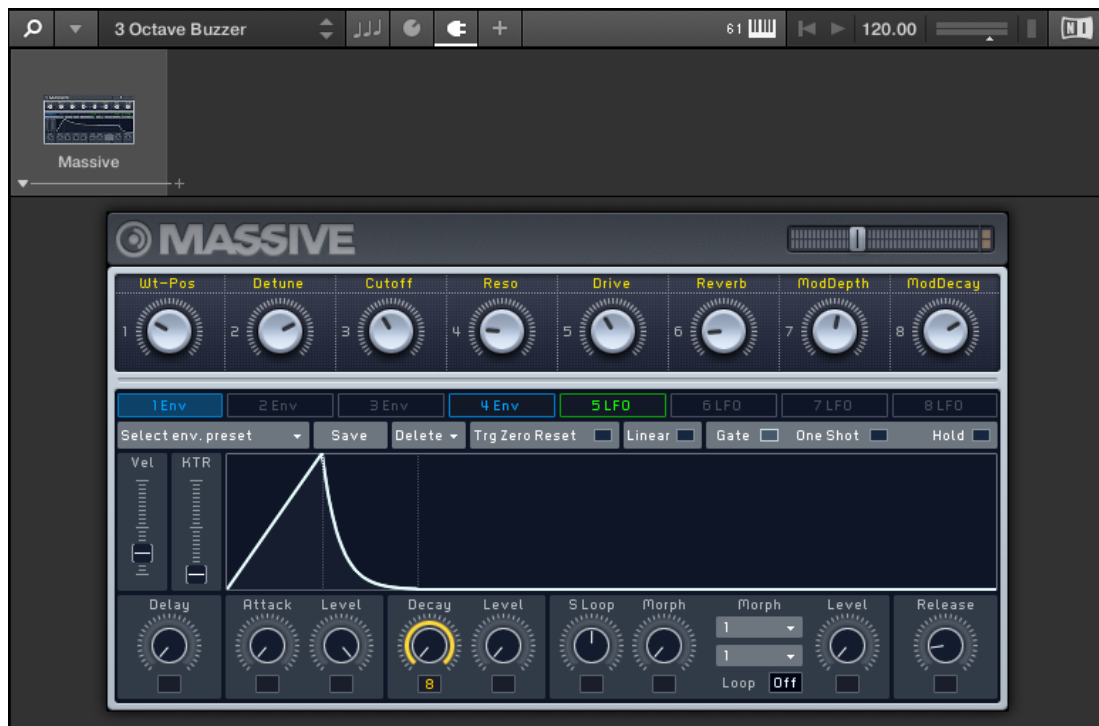 3 Octave Buzzer 61 120.00 NI
Massive
MASSIVE
Wt-Pos Detune Cutoff Reso Drive Reverb ModDepth ModDecay
1 2 3 4 5 6 7 8
1 Env 2 Env 3 Env 4 Env 5 LFO 6 LFO 7 LFO 8 LFO
Select env. preset Save Delete Trg Zero Reset Linear Gate One Shot Hold
Vel KTR
Delay Attack Level Decay Level S Loop Morph Morph Level Release
1
1
8 Loop Off